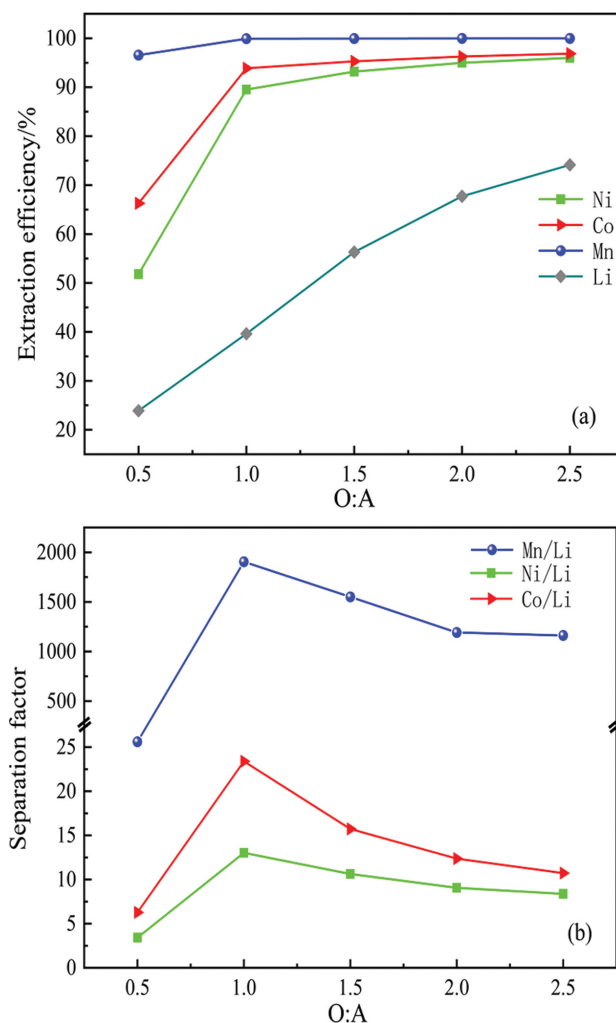 100
90
80
70
60
50
40
30
20
Extraction efficiency/%
Ni
Co
Mn
Li
(a)
0.5 1.0 1.5 2.0 2.5
O:A
2000
1500
1000
500
25
20
15
10
5
0
Separation factor
Mn/Li
Ni/Li
Co/Li
(b)
0.5 1.0 1.5 2.0 2.5
O:A